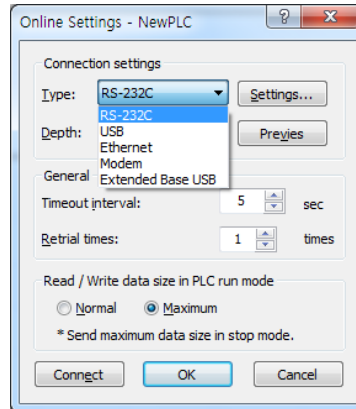 Online Settings - NewPLC
Connection settings
Type: RS-232C Settings...
RS-232C
USB
Depth: Previes
Ethernet
Modem
Extended Base USB
General
Timeout interval: 5 sec
Retrial times: 1 times
Read / Write data size in PLC run mode
Normal Maximum
* Send maximum data size in stop mode.
Connect OK Cancel